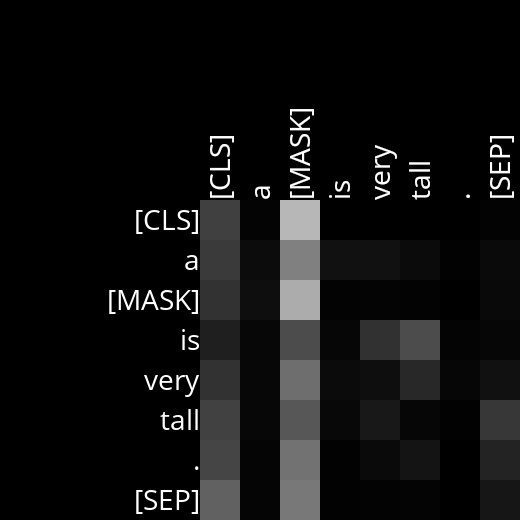 [CLS] a [MASK] is very tall . [SEP]
[CLS]
a
[MASK]
is
very
tall
.
[SEP]